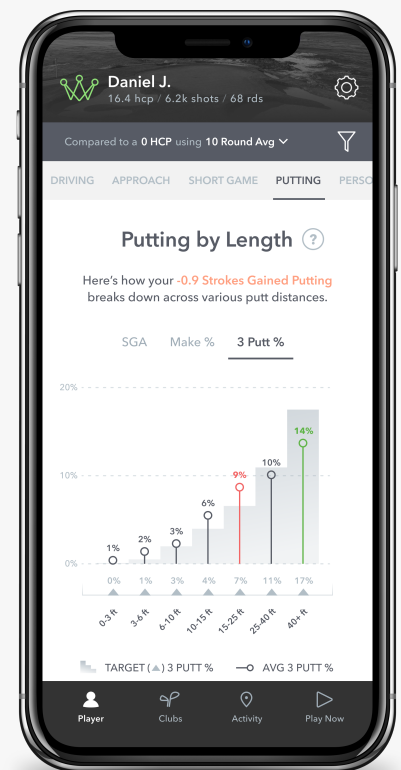 Daniel J.
16.4 hcp / 6.2k shots / 68 rds
Compared to a 0 HCP using 10 Round Avg
DRIVING APPROACH SHORT GAME PUTTING PERSO
Putting by Length ?
Here's how your -0.9 Strokes Gained Putting
breaks down across various putt distances.
SGA Make % 3 Putt %
20%
14%
10%
10%
9%
6%
3%
2%
1%
0%
0% 1% 3% 4% 7% 11% 17%
0-3 ft 3-6 ft 6-10 ft 10-15 ft 15-25 ft 25-40 ft 40+ ft
TARGET (▲) 3 PUTT % AVG 3 PUTT %
Player Clubs Activity Play Now